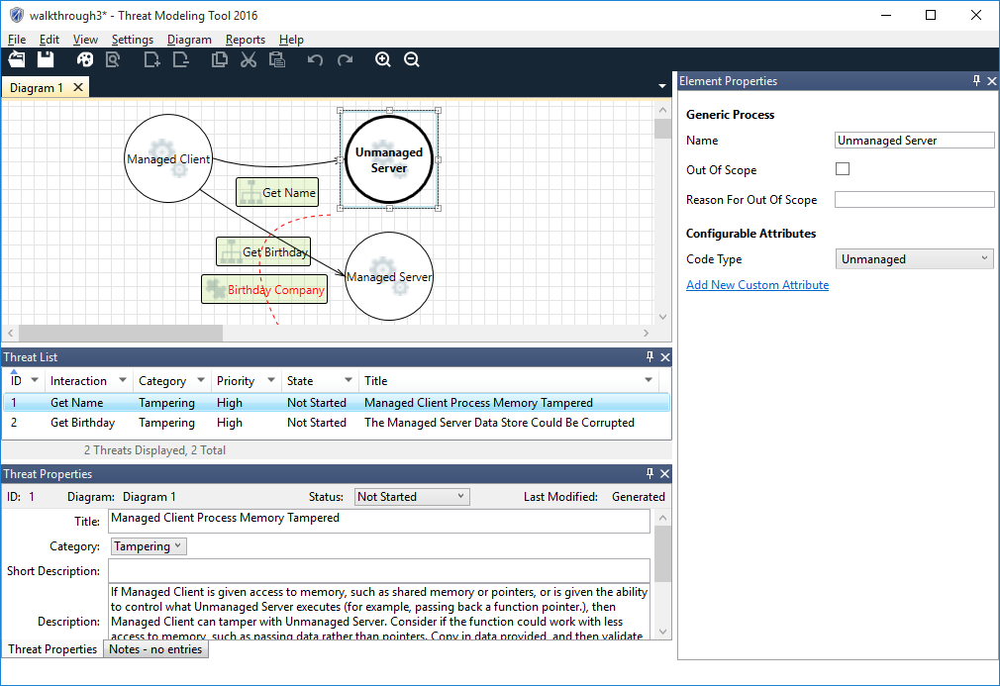 walkthrough3* - Threat Modeling Tool 2016
File Edit View Settings Diagram Reports Help
Diagram 1
Managed Client
Unmanaged
Server
Get Name
Get Birthday
Managed Server
Birthday Company
Threat List
ID Interaction Category Priority State Title
1 Get Name Tampering High Not Started Managed Client Process Memory Tampered
2 Get Birthday Tampering High Not Started The Managed Server Data Store Could Be Corrupted
2 Threats Displayed, 2 Total
Threat Properties
ID: 1 Diagram: Diagram 1 Status: Not Started Last Modified: Generated
Title: Managed Client Process Memory Tampered
Category: Tampering
Short Description:
Description:
If Managed Client is given access to memory, such as shared memory or pointers, or is given the ability
to control what Unmanaged Server executes (for example, passing back a function pointer.), then
Managed Client can tamper with Unmanaged Server. Consider if the function could work with less
access to memory, such as passing data rather than pointers. Copy in data provided, and then validate
Threat Properties Notes - no entries
Element Properties
Generic Process
Name Unmanaged Server
Out Of Scope
Reason For Out Of Scope
Configurable Attributes
Code Type Unmanaged
Add New Custom Attribute